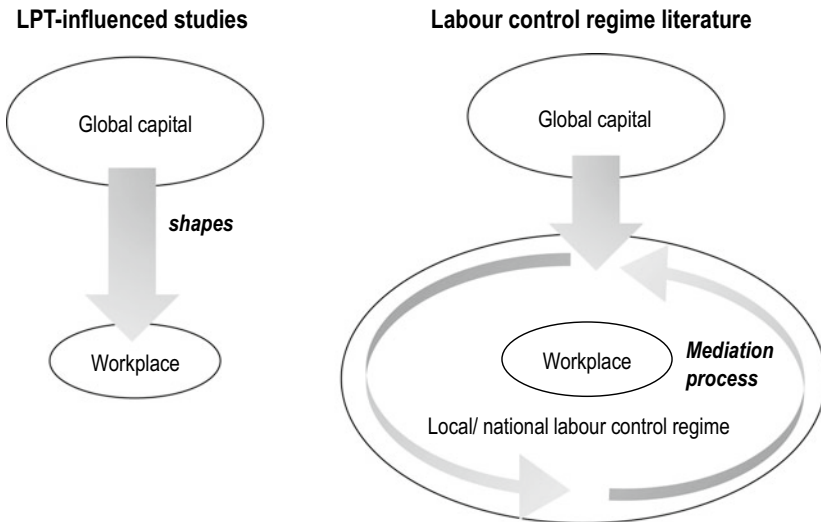 LPT-influenced studies
Global capital
shapes
Workplace
Labour control regime literature
Global capital
Workplace
Mediation
process
Local/ national labour control regime